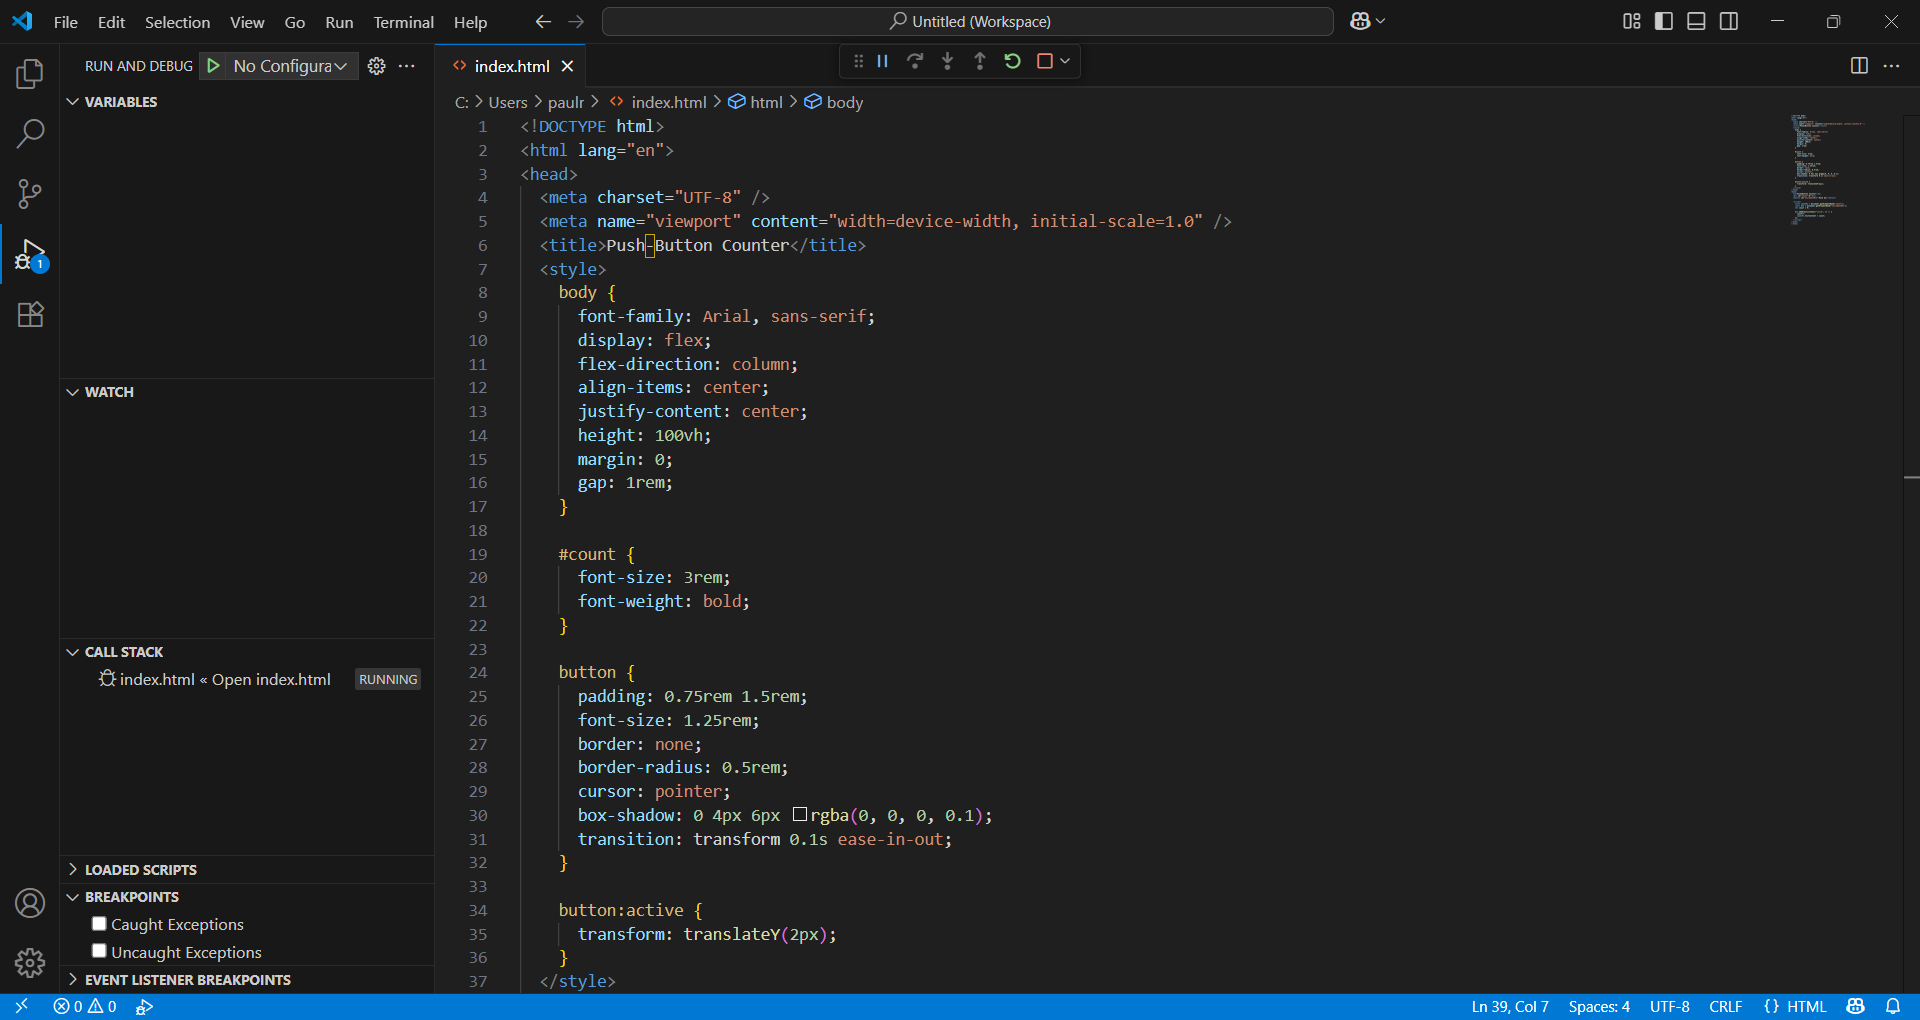 File Edit Selection View Go Run Terminal Help
Untitled (Workspace)
RUN AND DEBUG
No Configura
index.html
VARIABLES
WATCH
CALL STACK
index.html « Open index.html
RUNNING
LOADED SCRIPTS
BREAKPOINTS
Caught Exceptions
Uncaught Exceptions
EVENT LISTENER BREAKPOINTS
1
C: > Users > paulr > index.html > html > body
1 <!DOCTYPE html>
2 <html lang="en">
3 <head>
4 <meta charset="UTF-8" />
5 <meta name="viewport" content="width=device-width, initial-scale=1.0" />
6 <title>Push-Button Counter</title>
7 <style>
8 body {
9 font-family: Arial, sans-serif;
10 display: flex;
11 flex-direction: column;
12 align-items: center;
13 justify-content: center;
14 height: 100vh;
15 margin: 0;
16 gap: 1rem;
17 }
18
19 #count {
20 font-size: 3rem;
21 font-weight: bold;
22 }
23
24 button {
25 padding: 0.75rem 1.5rem;
26 font-size: 1.25rem;
27 border: none;
28 border-radius: 0.5rem;
29 cursor: pointer;
30 box-shadow: 0 4px 6px rgba(0, 0, 0, 0.1);
31 transition: transform 0.1s ease-in-out;
32 }
33
34 button:active {
35 transform: translateY(2px);
36 }
37 </style>
0 0
Ln 39, Col 7 Spaces: 4 UTF-8 CRLF {} HTML